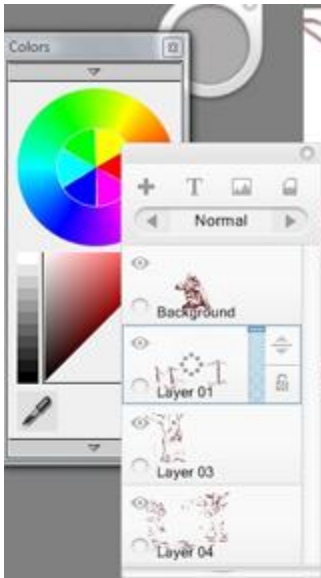 Colors
T
Normal
Background
Layer 01
Layer 03
Layer 04